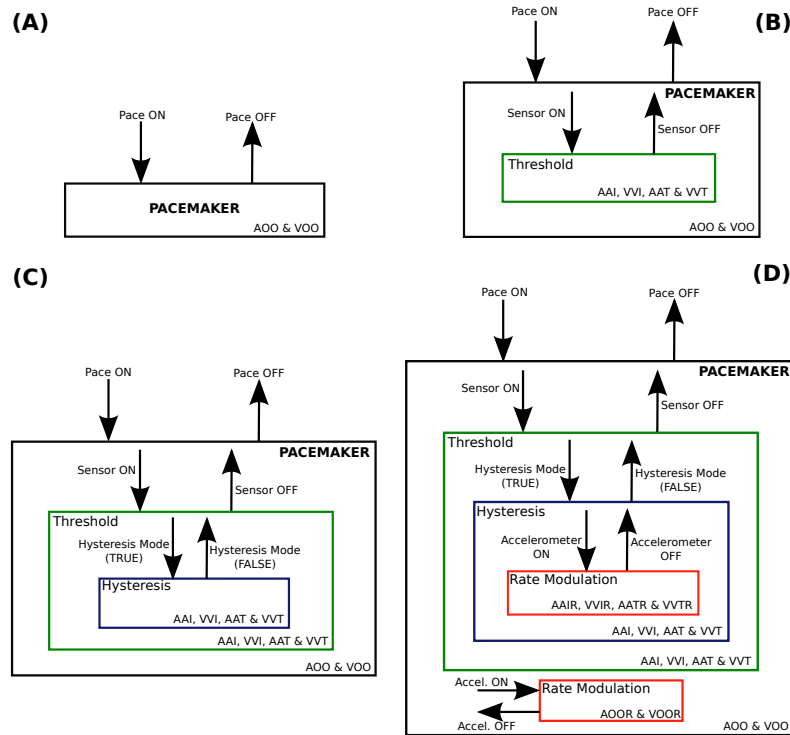 (A)
Pace ON
Pace OFF
PACEMAKER
AOO & VOO
(B)
Pace ON
Pace OFF
PACEMAKER
Sensor ON
Sensor OFF
Threshold
AAI, VVI, AAT & VVT
AOO & VOO
(C)
Pace ON
Pace OFF
PACEMAKER
Sensor ON
Sensor OFF
Threshold
Hysteresis Mode
(TRUE)
Hysteresis Mode
(FALSE)
Hysteresis
AAI, VVI, AAT & VVT
AAI, VVI, AAT & VVT
AOO & VOO
(D)
Pace ON
Pace OFF
PACEMAKER
Sensor ON
Sensor OFF
Threshold
Hysteresis Mode
(TRUE)
Hysteresis Mode
(FALSE)
Hysteresis
Accelerometer
ON
Accelerometer
OFF
Rate Modulation
AAIR, VVIR, AATR & VVTR
AAI, VVI, AAT & VVT
AAI, VVI, AAT & VVT
Accel. ON
Accel. OFF
Rate Modulation
AOOR & VOOR
AOO & VOO